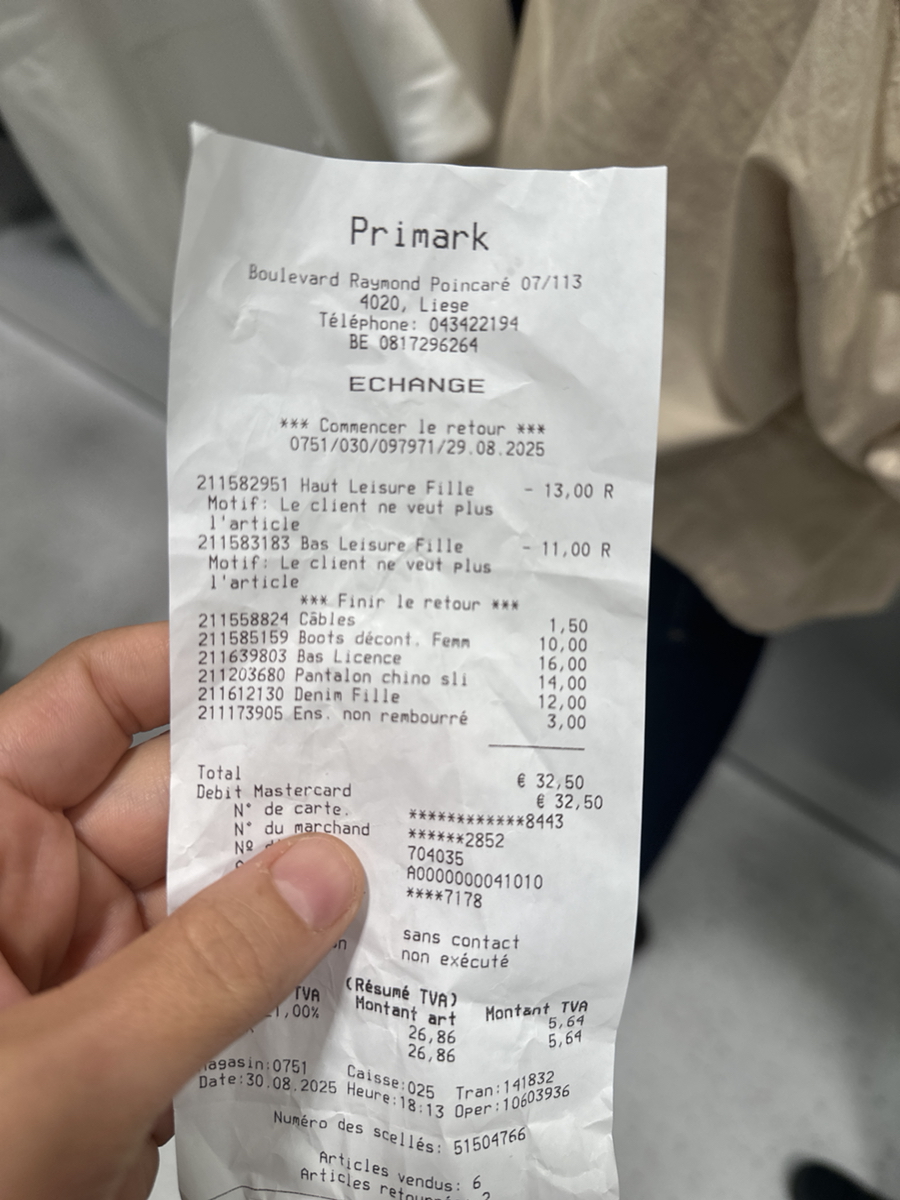 Primark
Boulevard Raymond Poincaré 07/113
4020, Liege
Téléphone: 043422194
BE 0817296264
ECHANGE
*** Commencer le retour ***
0751/030/097971/29.08.2025
211582951 Haut Leisure Fille - 13,00 R
Motif: Le client ne veut plus
l'article
211583183 Bas Leisure Fille - 11,00 R
Motif: Le client ne veut plus
l'article
*** Finir le retour ***
211558824 Câbles 1,50
211585159 Boots décont. Femm 10,00
211639803 Bas Licence 16,00
211203680 Pantalon chino sli 14,00
211612130 Denim Fille 12,00
211173905 Ens. non rembourré 3,00
Total € 32,50
Debit Mastercard € 32,50
N° de carte. ************8443
N° du marchand ******2852
Nº 704035
A0000000041010
****7178
sans contact
non exécuté
(Résumé TVA)
TVA Montant art Montant TVA
1,00% 26,86 5,64
26,86 5,64
agasin:0751 Caisse:025 Tran:141832
Date:30.08.2025 Heure:18:13 Oper:10603936
Numéro des scellés: 51504766
Articles vendus: 6
Articles 2